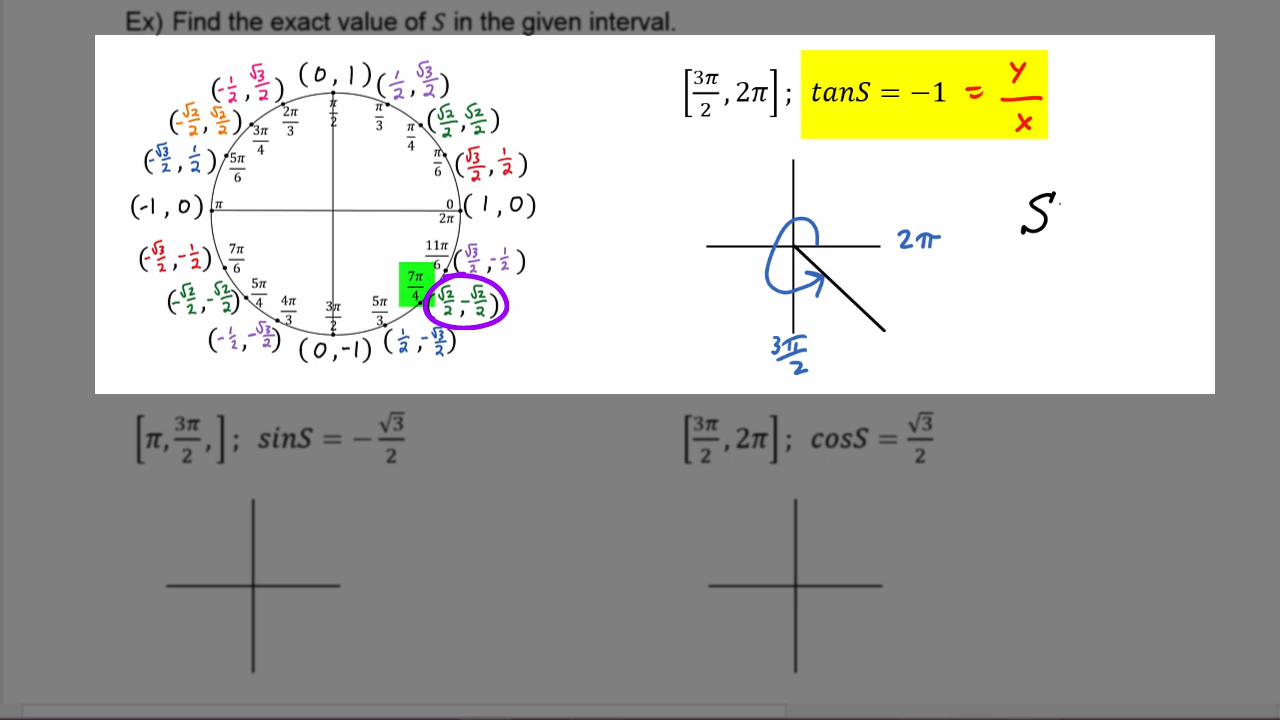 Ex) Find the exact value of S in the given interval.
(0, 1)
(-1/2, √3/2)
(1/2, √3/2)
π/2
2π/3
π/3
(-√2/2, √2/2)
(√2/2, √2/2)
3π/4
π/4
(-√3/2, 1/2)
(√3/2, 1/2)
5π/6
π/6
(-1, 0)
π
0
2π
(1, 0)
(-√3/2, -1/2)
7π/6
11π/6
(√3/2, -1/2)
(-√2/2, -√2/2)
5π/4
7π/4
(√2/2, -√2/2)
4π/3
3π/2
5π/3
(-1/2, -√3/2)
(0, -1)
(1/2, -√3/2)
[3π/2, 2π]; tanS = −1 = Y/X
S
2π
3π/2
[π, 3π/2, ]; sinS = −√3/2
[3π/2, 2π]; cosS = √3/2